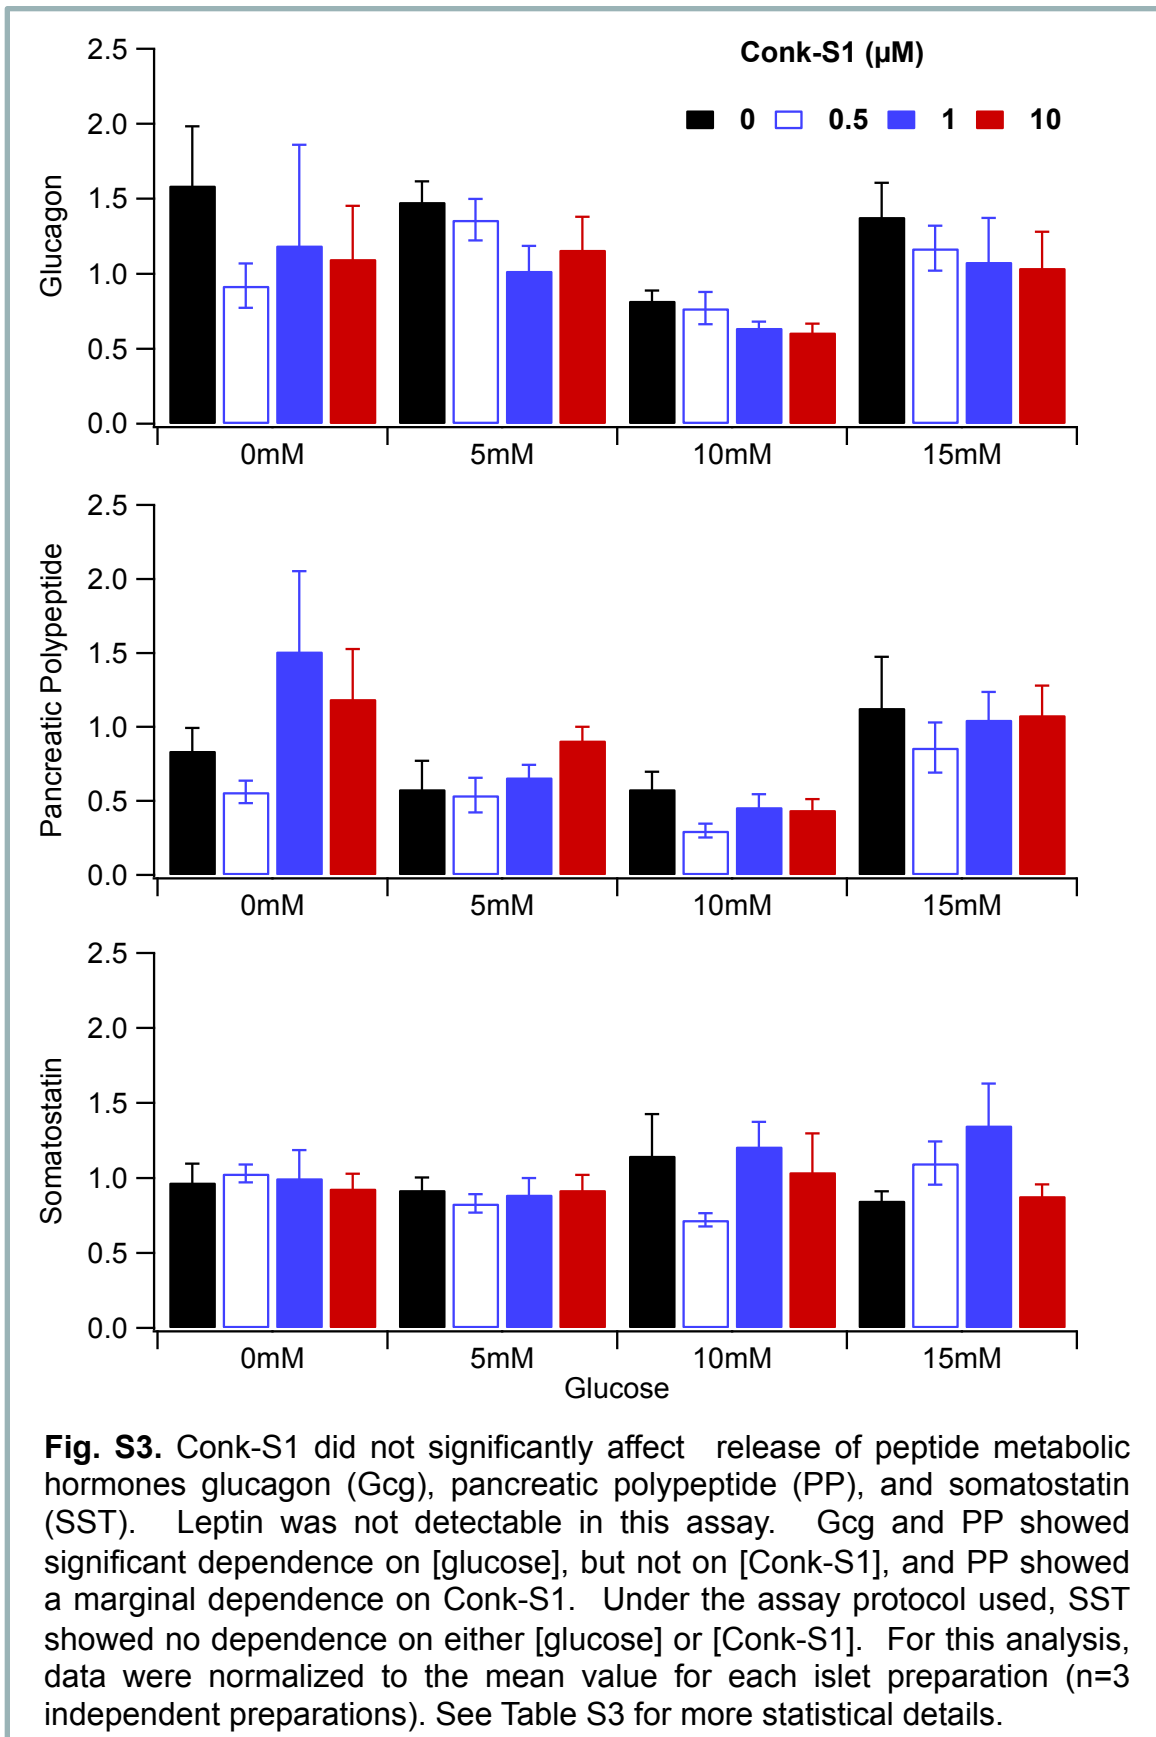 Conk-S1 (µM)
0 0.5 1 10
2.5
2.0
1.5
1.0
0.5
0.0
Glucagon
0mM 5mM 10mM 15mM
2.5
2.0
1.5
1.0
0.5
0.0
Pancreatic Polypeptide
0mM 5mM 10mM 15mM
2.5
2.0
1.5
1.0
0.5
0.0
Somatostatin
0mM 5mM 10mM 15mM
Glucose
Fig. S3. Conk-S1 did not significantly affect release of peptide metabolic
hormones glucagon (Gcg), pancreatic polypeptide (PP), and somatostatin
(SST). Leptin was not detectable in this assay. Gcg and PP showed
significant dependence on [glucose], but not on [Conk-S1], and PP showed
a marginal dependence on Conk-S1. Under the assay protocol used, SST
showed no dependence on either [glucose] or [Conk-S1]. For this analysis,
data were normalized to the mean value for each islet preparation (n=3
independent preparations). See Table S3 for more statistical details.